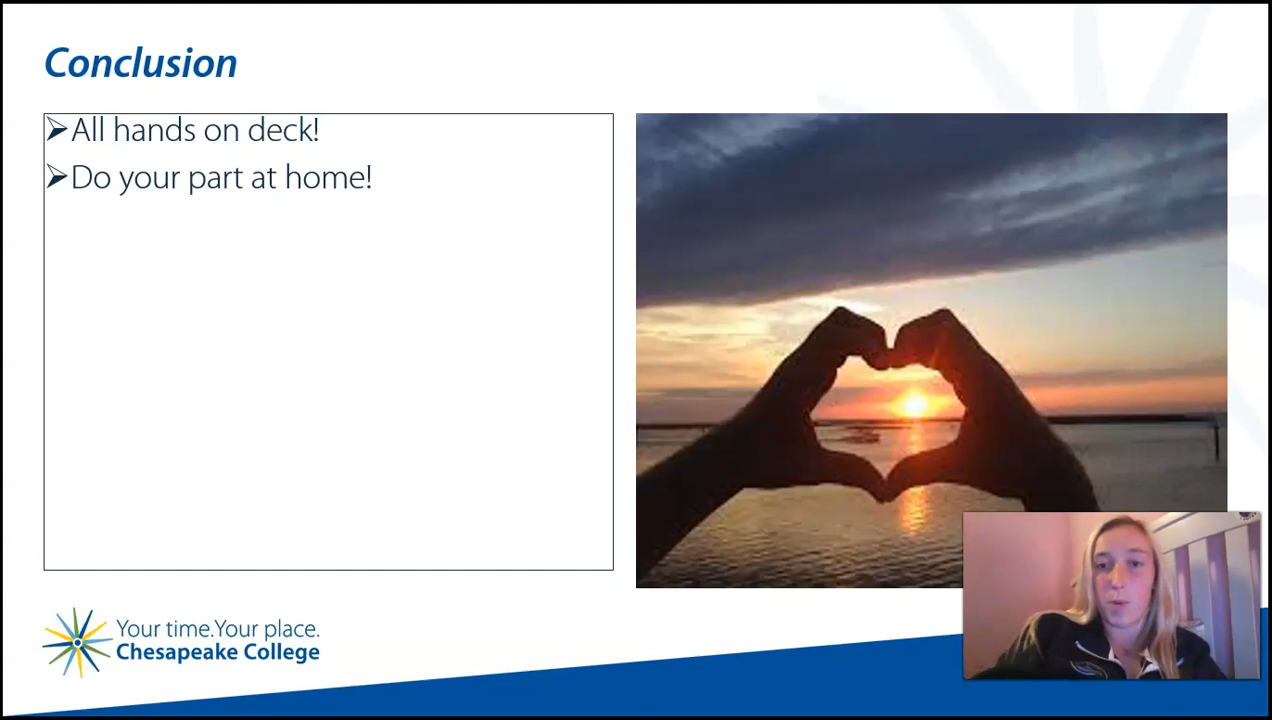 Conclusion
➢All hands on deck!
➢Do your part at home!
Your time.Your place.
Chesapeake College